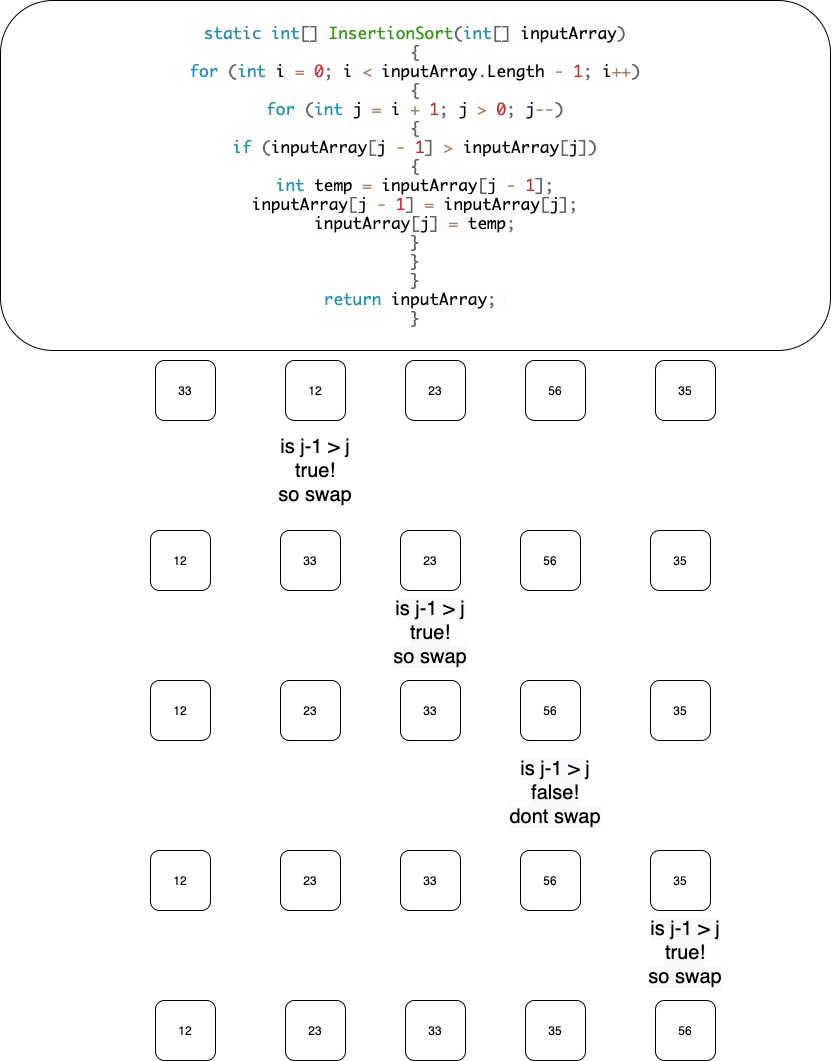 static int[] InsertionSort(int[] inputArray)
{
for (int i = 0; i < inputArray.Length - 1; i++)
{
for (int j = i + 1; j > 0; j--)
{
if (inputArray[j - 1] > inputArray[j])
{
int temp = inputArray[j - 1];
inputArray[j - 1] = inputArray[j];
inputArray[j] = temp;
}
}
}
return inputArray;
}
33 12 23 56 35
is j-1 > j
true!
so swap
12 33 23 56 35
is j-1 > j
true!
so swap
12 23 33 56 35
is j-1 > j
false!
dont swap
12 23 33 56 35
is j-1 > j
true!
so swap
12 23 33 35 56